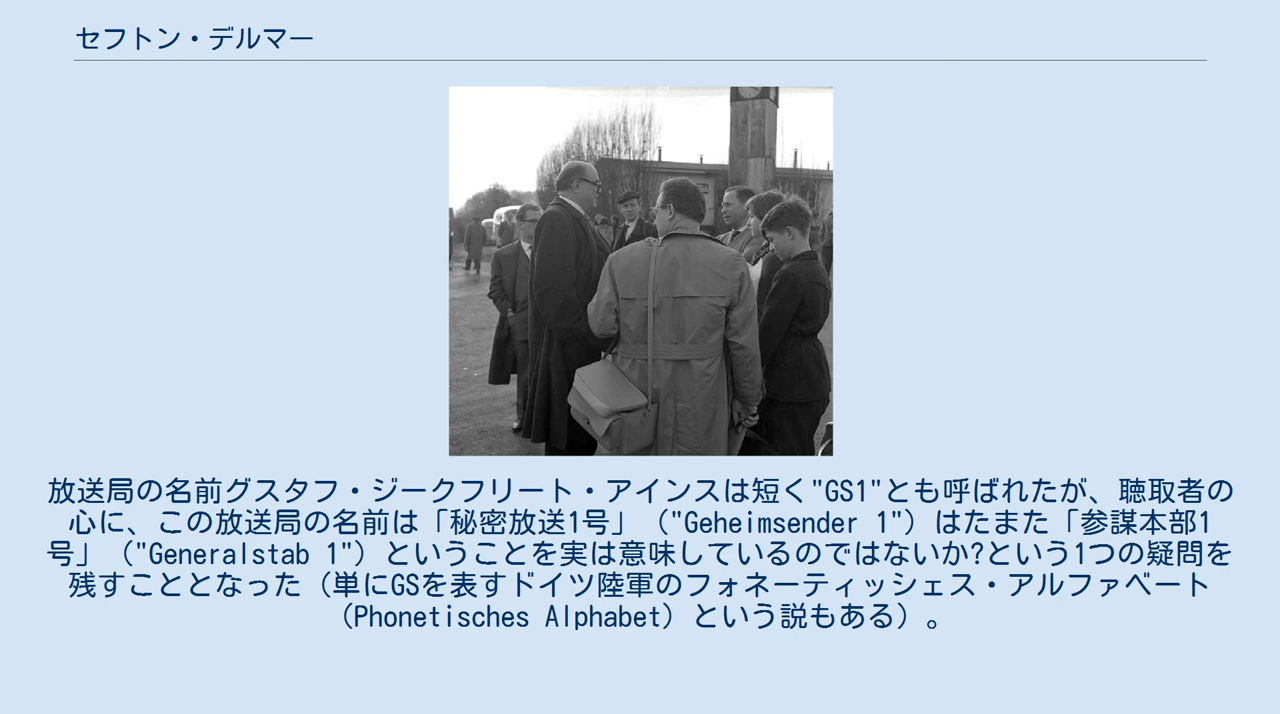 セフトン・デルマー
放送局の名前グスタフ・ジークフリート・アインスは短く"GS1"とも呼ばれたが、聴取者の
心に、この放送局の名前は「秘密放送1号」（"Geheimsender 1"）はたまた「参謀本部1
号」（"Generalstab 1"）ということを実は意味しているのではないか?という1つの疑問を
残すこととなった（単にGSを表すドイツ陸軍のフォネーティッシェス・アルファベート
（Phonetisches Alphabet）という説もある）。